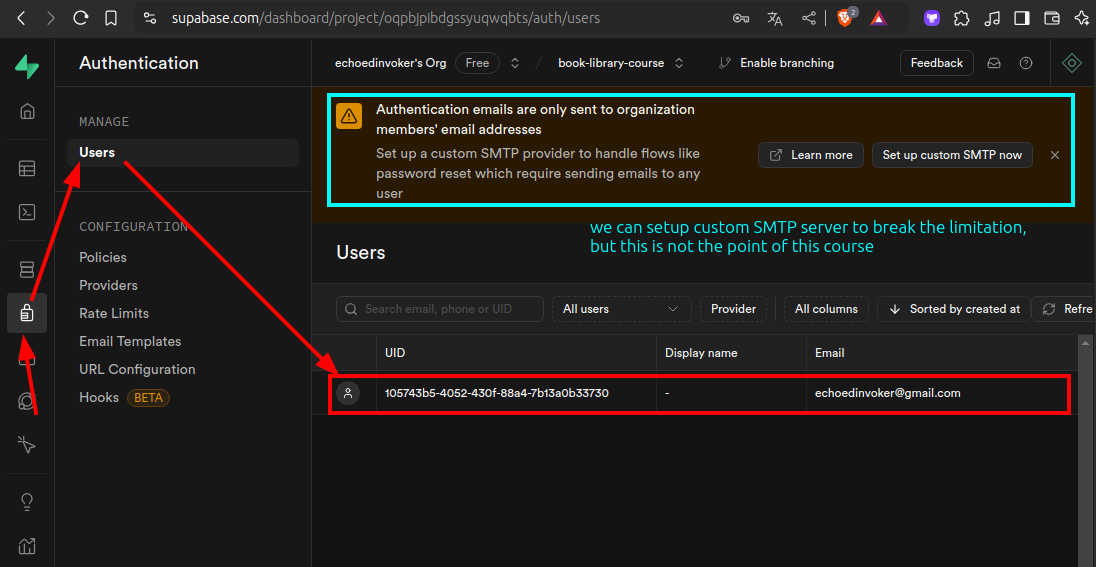 supabase.com/dashboard/project/oqpbjpibdgssyuqwqbts/auth/users
2
Authentication
echoedinvoker's Org
Free
/
book-library-course
Enable branching
Feedback
MANAGE
Users
CONFIGURATION
Policies
Providers
Rate Limits
Email Templates
URL Configuration
Hooks BETA
Authentication emails are only sent to organization
members' email addresses
Set up a custom SMTP provider to handle flows like
password reset which require sending emails to any
user
Learn more
Set up custom SMTP now
we can setup custom SMTP server to break the limitation,
but this is not the point of this course
Users
Search email, phone or UID
All users
Provider
All columns
Sorted by created at
Refre
UID
Display name
Email
105743b5-4052-430f-88a4-7b13a0b33730
-
echoedinvoker@gmail.com